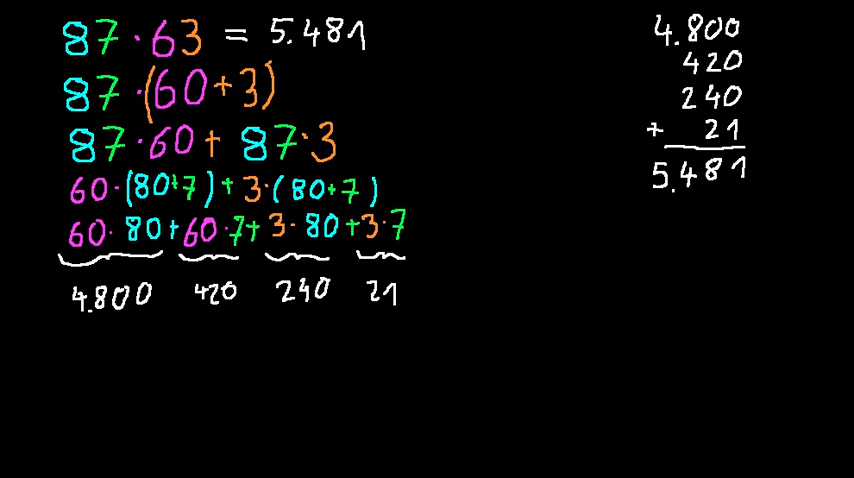 87 · 63 = 5.481
87 · (60 + 3)
87 · 60 + 87 · 3
60 · (80 + 7) + 3 · (80 + 7)
60 · 80 + 60 · 7 + 3 · 80 + 3 · 7
4.800 420 240 21
4.800
420
240
+ 21
5.481